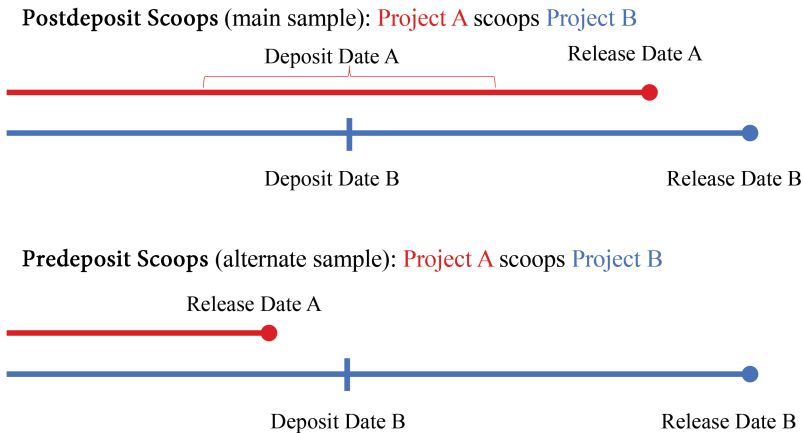 Postdeposit Scoops (main sample): Project A scoops Project B
Deposit Date A
Release Date A
Deposit Date B
Release Date B
Predeposit Scoops (alternate sample): Project A scoops Project B
Release Date A
Deposit Date B
Release Date B